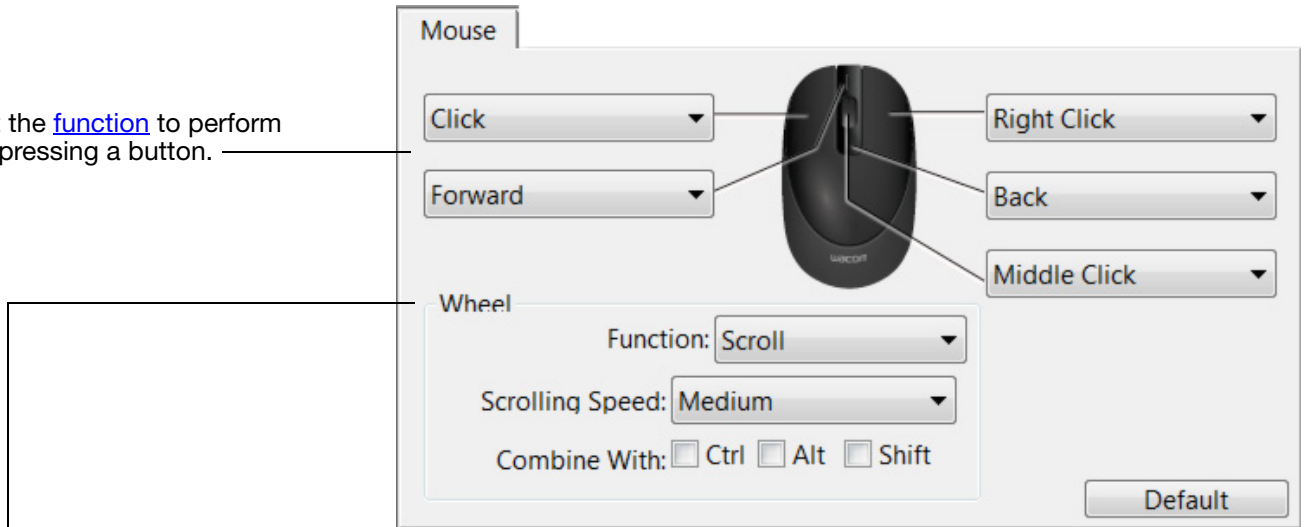 Mouse
the function to perform
pressing a button.
Click
Right Click
Forward
Back
wacom
Middle Click
Wheel
Function: Scroll
Scrolling Speed: Medium
Combine With: Ctrl Alt Shift
Default